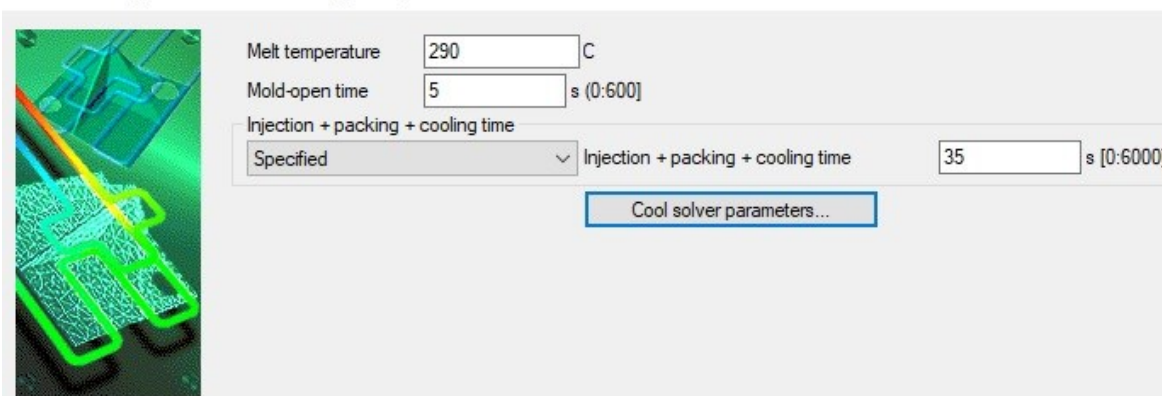 Melt temperature 290 C
Mold-open time 5 s (0:600]
Injection + packing + cooling time
Specified Injection + packing + cooling time 35 s [0:6000]
Cool solver parameters...